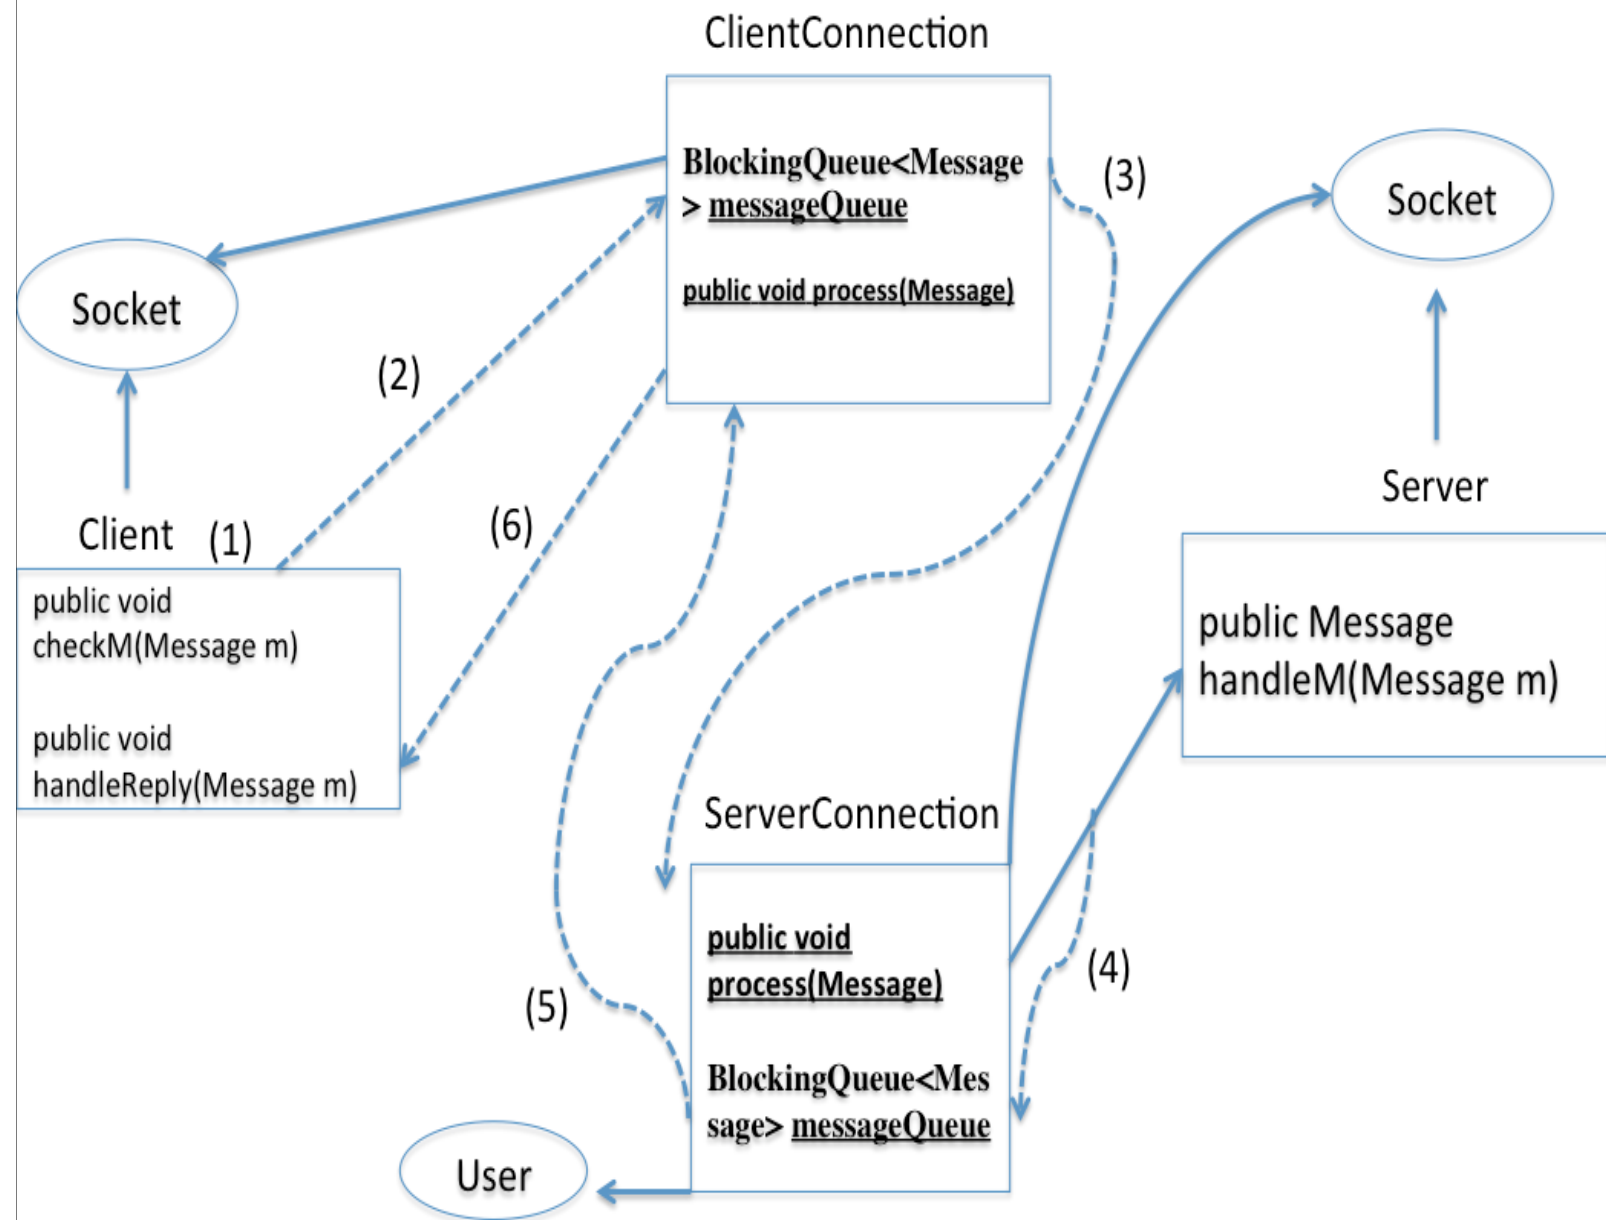 ClientConnection
BlockingQueue<Message
> messageQueue
public void process(Message)
(3)
Socket
Socket
(2)
Server
Client
(1)
(6)
public void
checkM(Message m)
public void
handleReply(Message m)
public Message
handleM(Message m)
ServerConnection
public void
process(Message)
(4)
(5)
BlockingQueue<Mes
sage> messageQueue
User